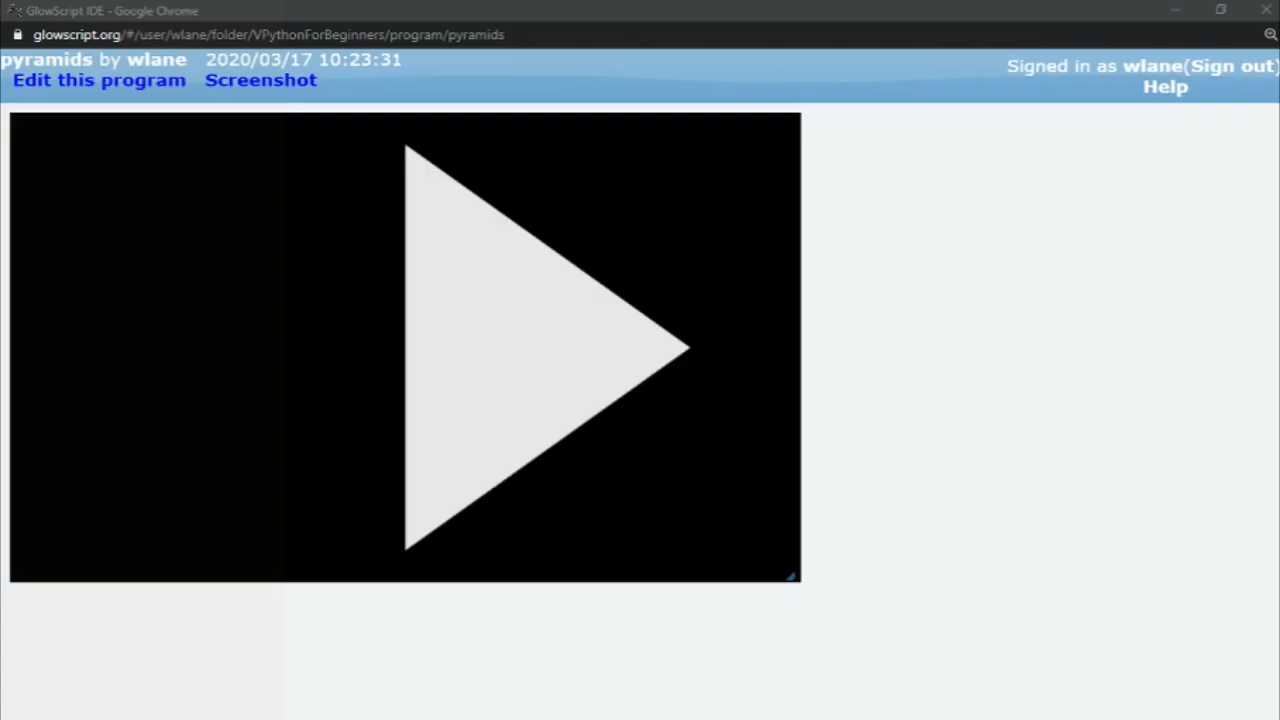 GlowScript IDE - Google Chrome
glowscript.org/#/user/wlane/folder/VPythonForBeginners/program/pyramids
pyramids by wlane 2020/03/17 10:23:31
Signed in as wlane(Sign out)
Edit this program Screenshot
Help